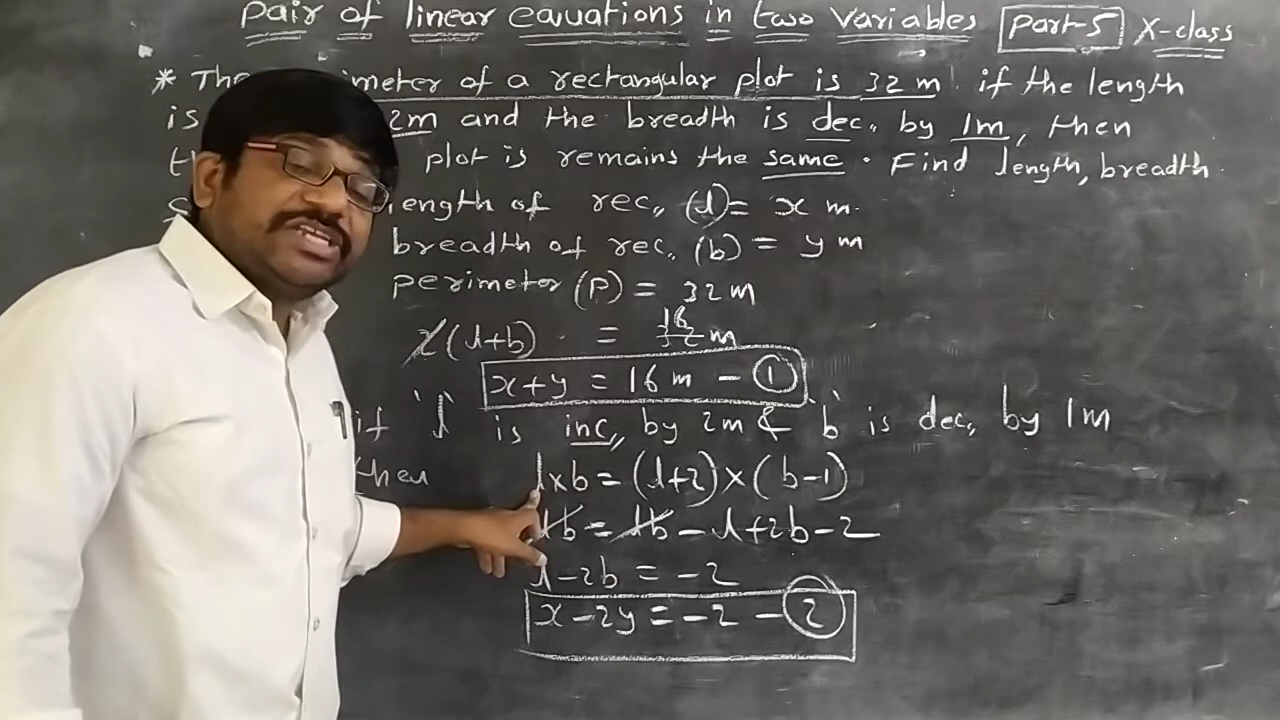 Pair of linear equations in two variables Part-5 X-class
* The meter of a rectangular plot is 32 m if the length
is 2m and the breadth is dec,, by 1m, then
plot is remains the same. Find length, breadth.
length of rec,, (l) = x m.
breadth of rec,, (b) = y m
perimeter (P) = 32 m
2(l+b) = 32 16 m
x+y = 16 m - 1
if 'l' is inc,, by 2m & 'b' is dec,, by 1m
then l×b = (l+2)×(b-1)
lb = lb - l+2b-2
l-2b = -2
x-2y = -2 - 2